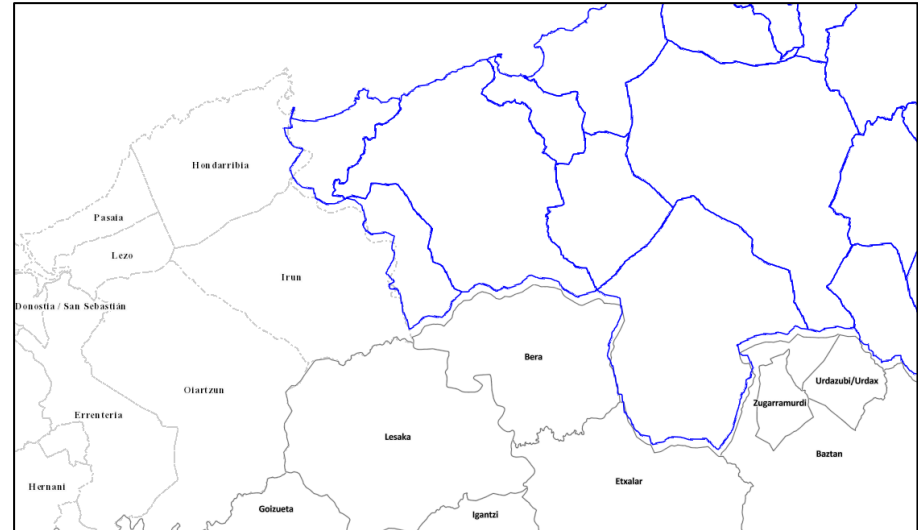 Hondarribia
Pasaia
Lezo
Irun
Donostia / San Sebastián
Bera
Urdazubi/Urdax
Oiartzun
Zugarramurdi
Errenteria
Lesaka
Baztan
Etxalar
Hernani
Goizueta
Igantzi